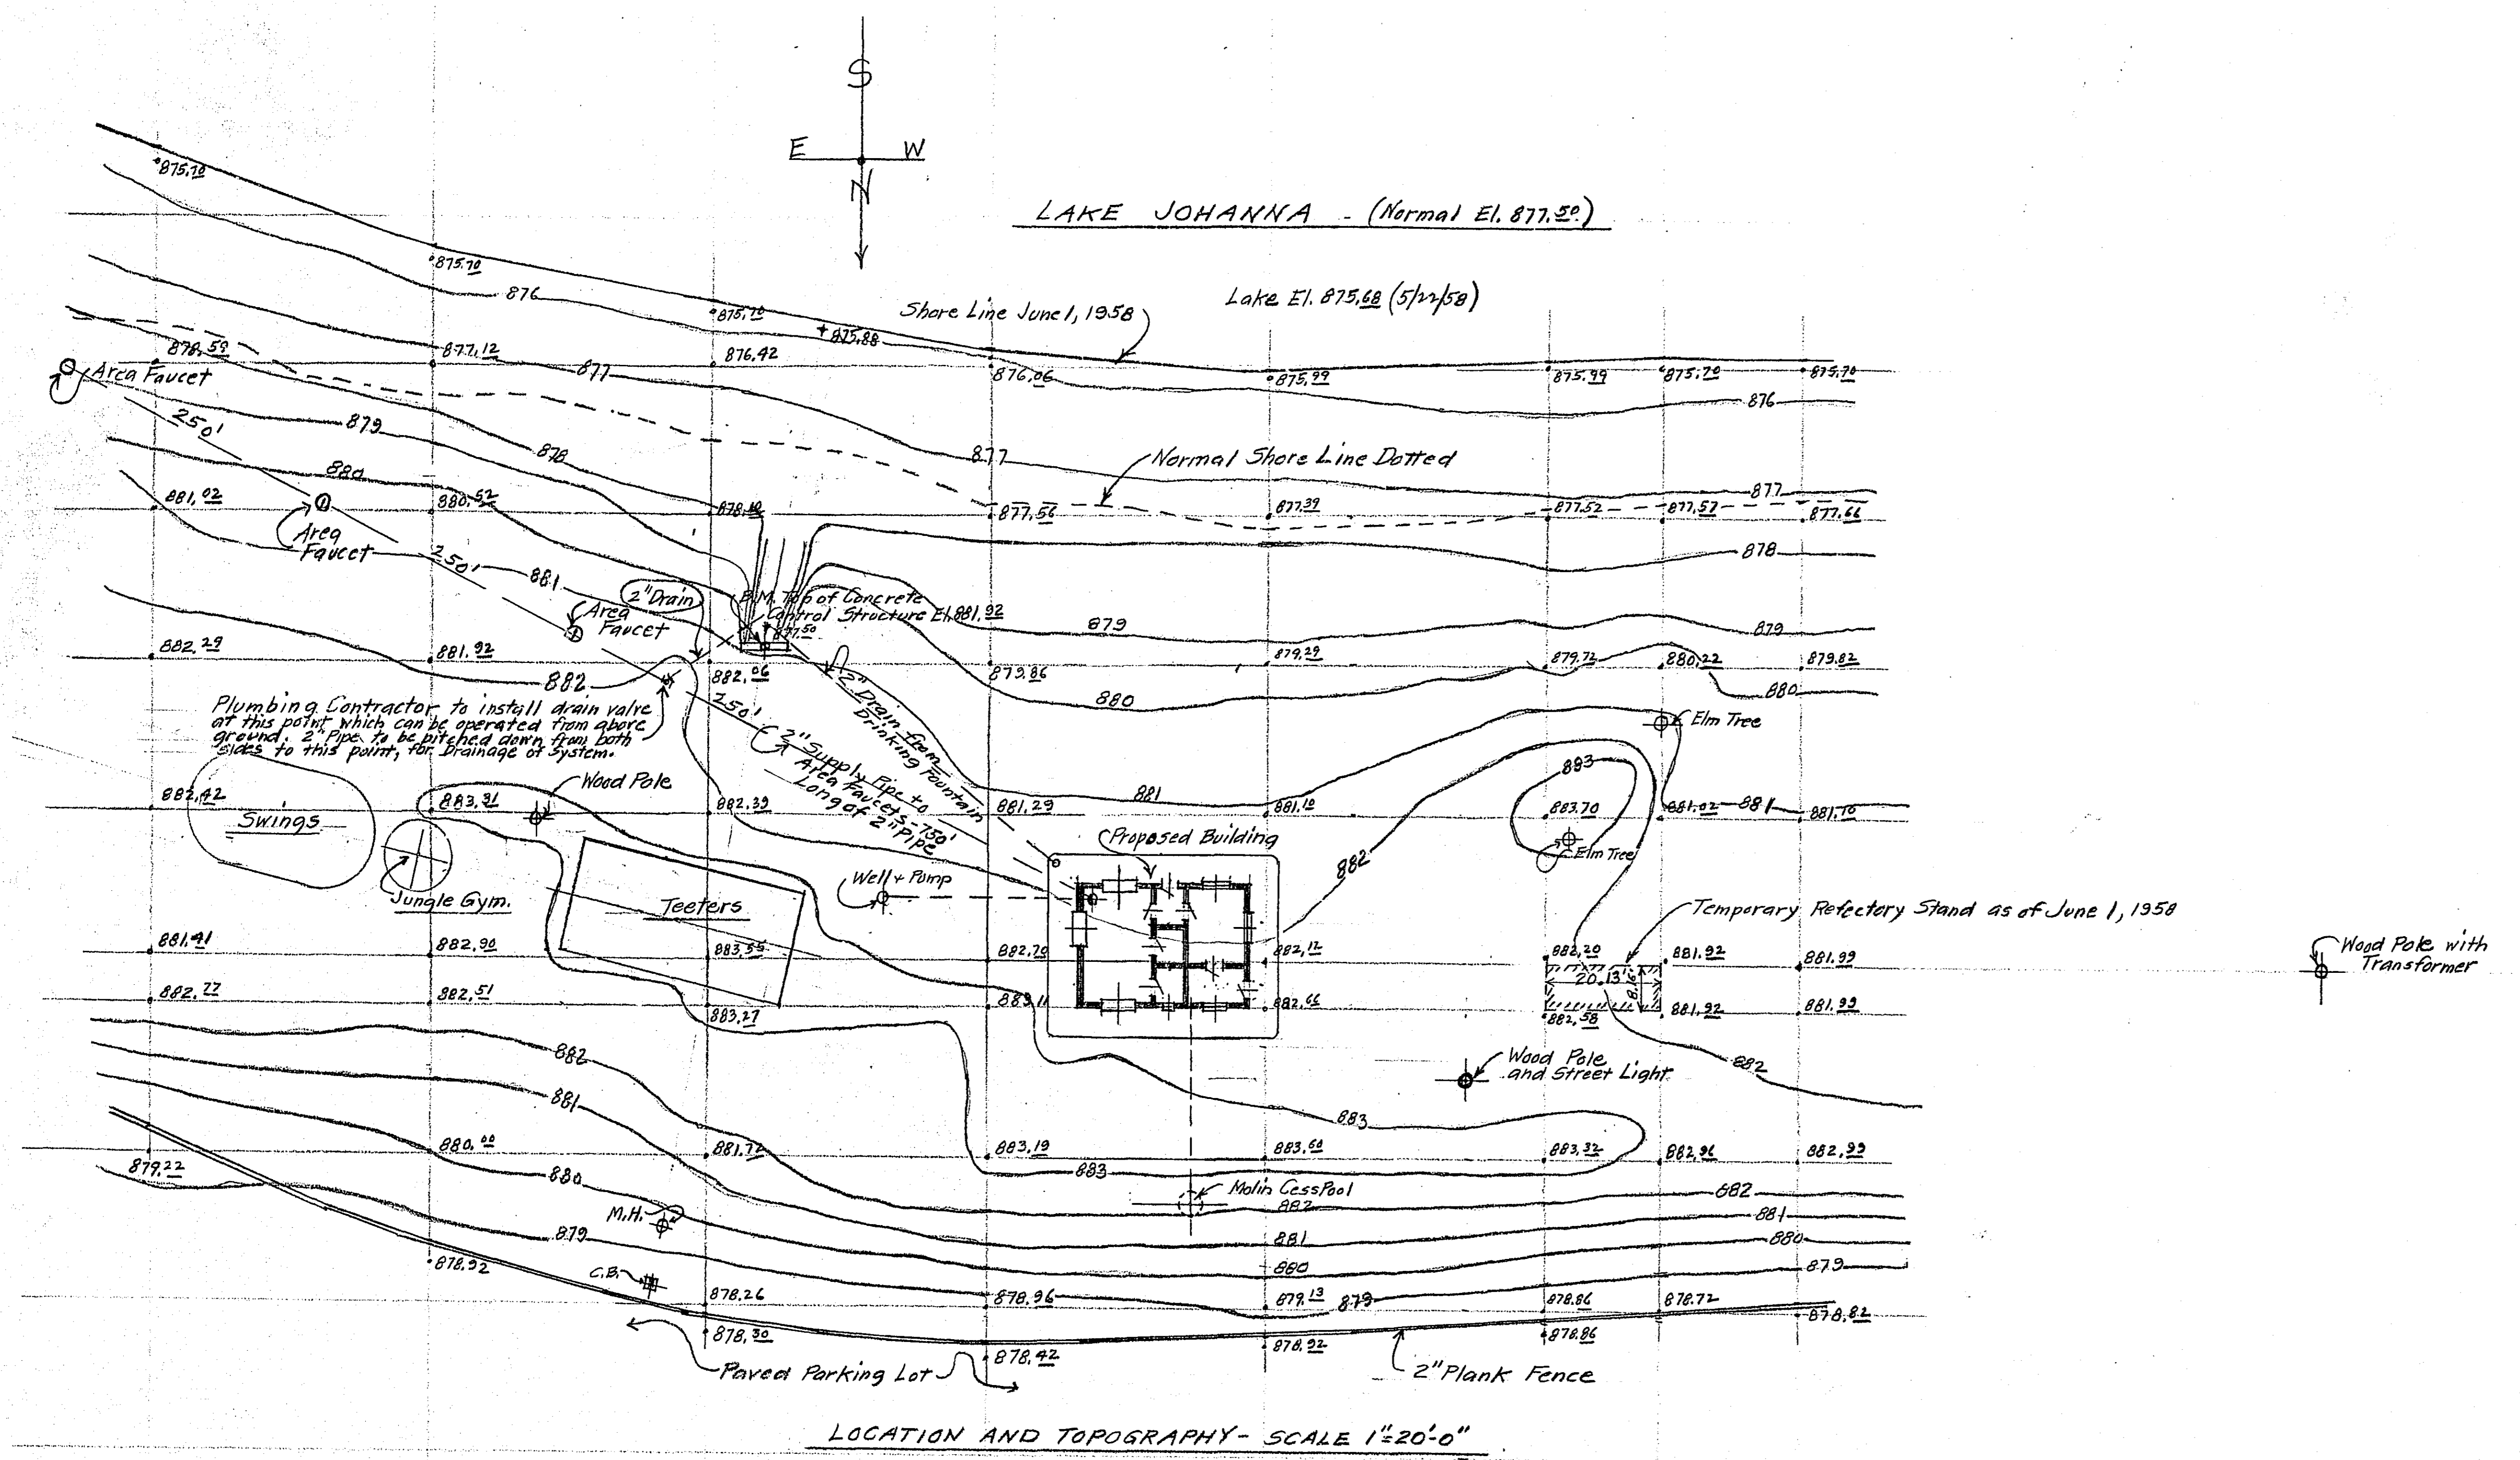 S
E W
N
LAKE JOHANNA - (Normal El. 877.50)
Lake El. 875.68 (5/22/58)
Shore Line June 1, 1958
875.70
875.70
876
875.70
875.88
878.59
877.12
877
876.42
876.06
875.99
875.99
875.70
875.70
876
Area Faucet
250'
879
878
877
Normal Shore Line Dotted
880
881.02
880.52
878.10
877.56
877.39
877.52
877.57
877.66
877
Area
Faucet
250'
881
878
2" Drain
B.M. Top of Concrete
Control Structure El. 881.92
877.50
Area
Faucet
879
879
882.29
881.92
882.06
879.86
879.29
879.72
880.22
879.82
882
880
880
Plumbing Contractor to install drain valve
at this point which can be operated from above
ground. 2" Pipe to be pitched down from both
sides to this point, for Drainage of System.
250'
2" Drain from
Drinking Fountain
2" Supply Pipe to
Area Faucets - 750'
Long of 2" Pipe
Elm Tree
883
Wood Pole
882.42
883.31
882.39
881.29
881
881.10
883.70
881.02
881
881.10
Swings
Proposed Building
Elm Tree
882
Well & Pump
Jungle Gym.
Teeters
Temporary Refectory Stand as of June 1, 1958
Wood Pole with
Transformer
881.41
882.90
883.55
882.70
882.12
882.20
881.92
881.99
20.13'
8.16'
882.77
882.51
883.27
883.11
882.66
882.58
881.92
881.99
882
Wood Pole
and Street Light
882
881
883
880.00
881.72
883.19
883.60
883.32
882.96
882.99
879.22
880
883
Molin CessPool
882
882
M.H.
881
881
879
880
880
878.92
C.B.
879
878.26
878.96
879.13
879
878.86
878.72
878.82
878.30
878.42
878.92
878.86
Paved Parking Lot
2" Plank Fence
LOCATION AND TOPOGRAPHY - SCALE 1"=20'-0"